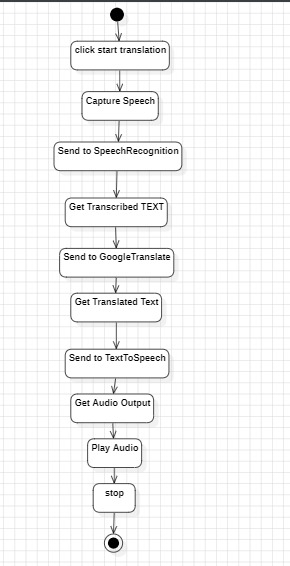 click start translation
Capture Speech
Send to SpeechRecognition
Get Transcribed TEXT
Send to GoogleTranslate
Get Translated Text
Send to TextToSpeech
Get Audio Output
Play Audio
stop